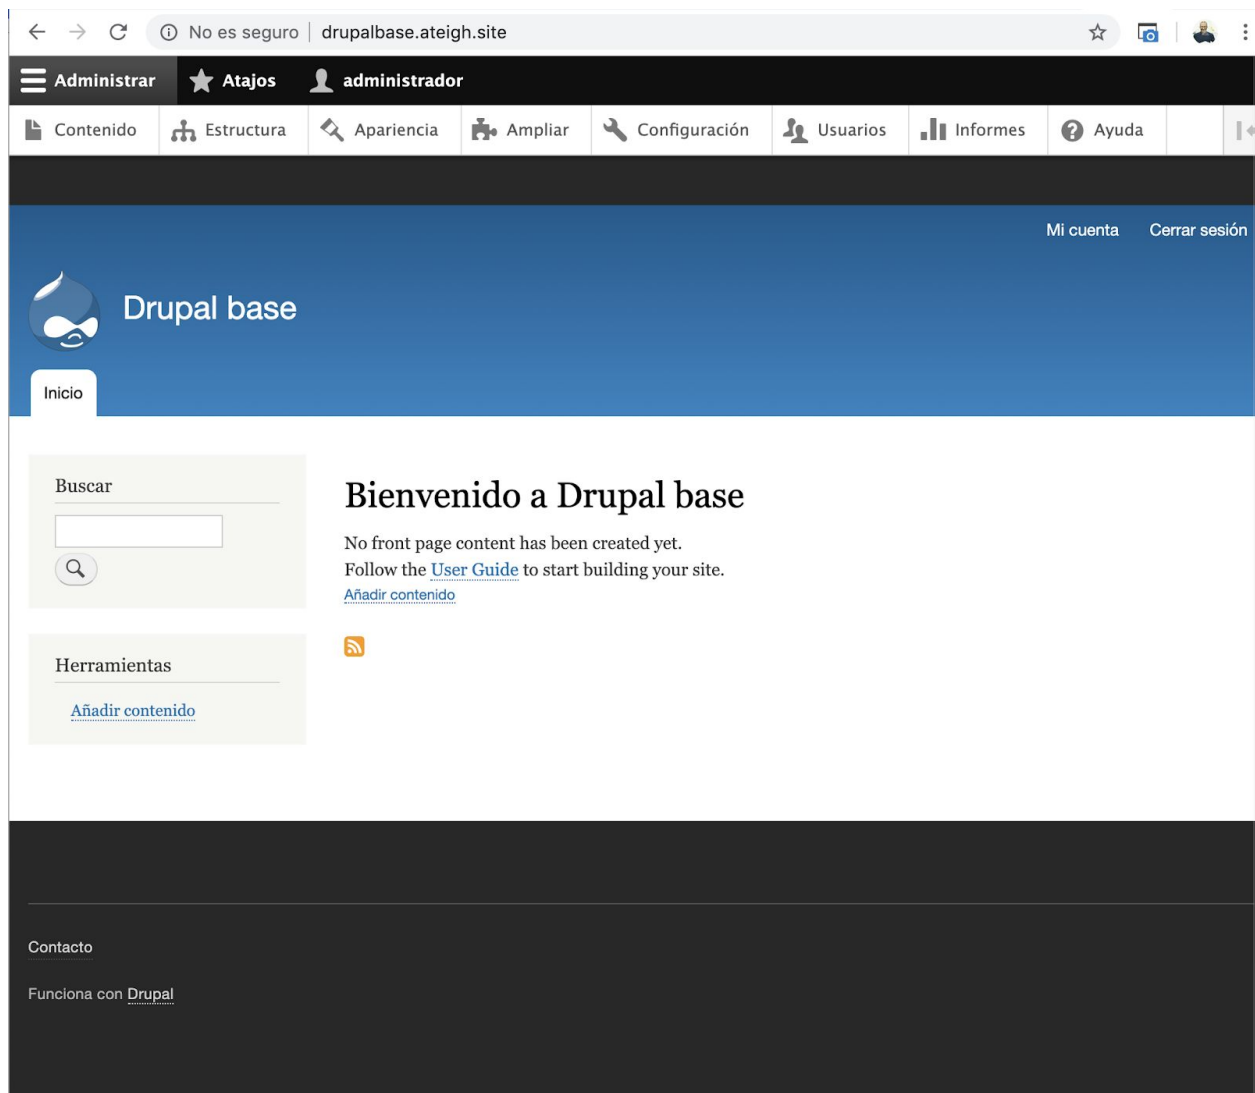 No es seguro | drupalbase.ateigh.site
Administrar Atajos administrador
Contenido Estructura Apariencia Ampliar Configuración Usuarios Informes Ayuda
Mi cuenta Cerrar sesión
Drupal base
Inicio
Buscar
Bienvenido a Drupal base
No front page content has been created yet.
Follow the User Guide to start building your site.
Añadir contenido
Herramientas
Añadir contenido
Contacto
Funciona con Drupal